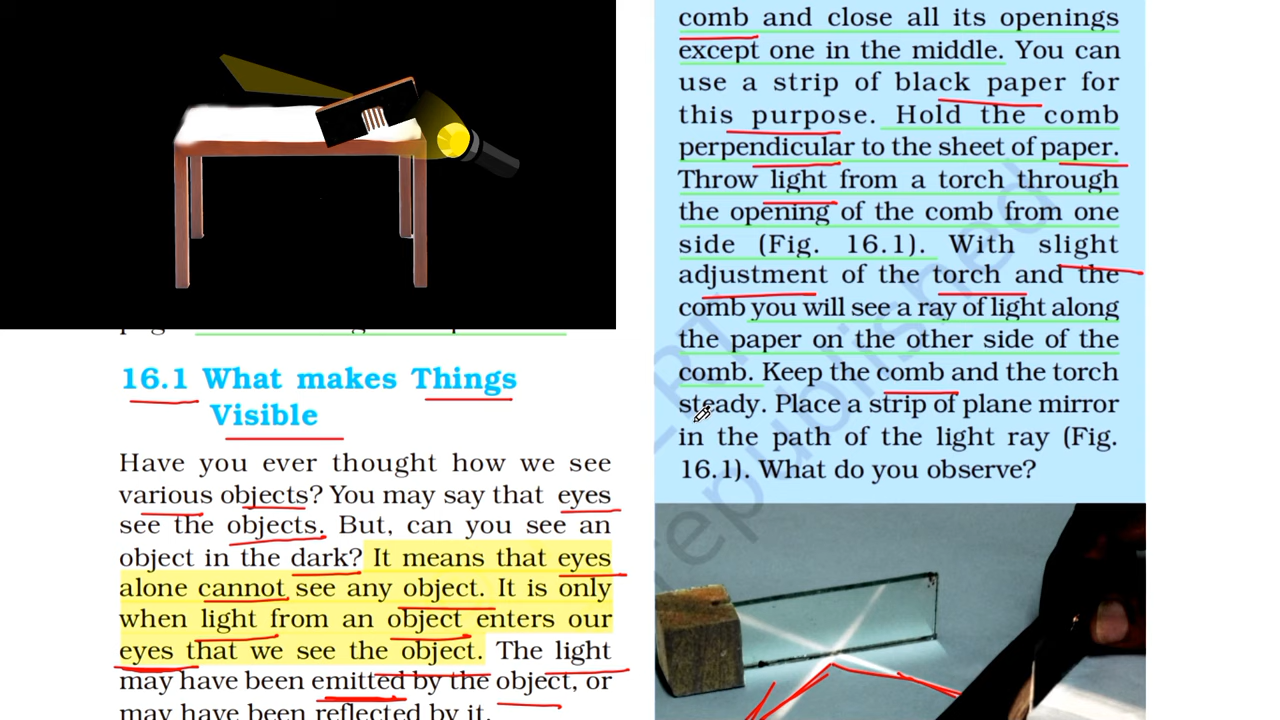 16.1 What makes Things
Visible
Have you ever thought how we see
various objects? You may say that eyes
see the objects. But, can you see an
object in the dark? It means that eyes
alone cannot see any object. It is only
when light from an object enters our
eyes that we see the object. The light
may have been emitted by the object, or
may have been reflected by it.
comb and close all its openings
except one in the middle. You can
use a strip of black paper for
this purpose. Hold the comb
perpendicular to the sheet of paper.
Throw light from a torch through
the opening of the comb from one
side (Fig. 16.1). With slight
adjustment of the torch and the
comb you will see a ray of light along
the paper on the other side of the
comb. Keep the comb and the torch
steady. Place a strip of plane mirror
in the path of the light ray (Fig.
16.1). What do you observe?
republished